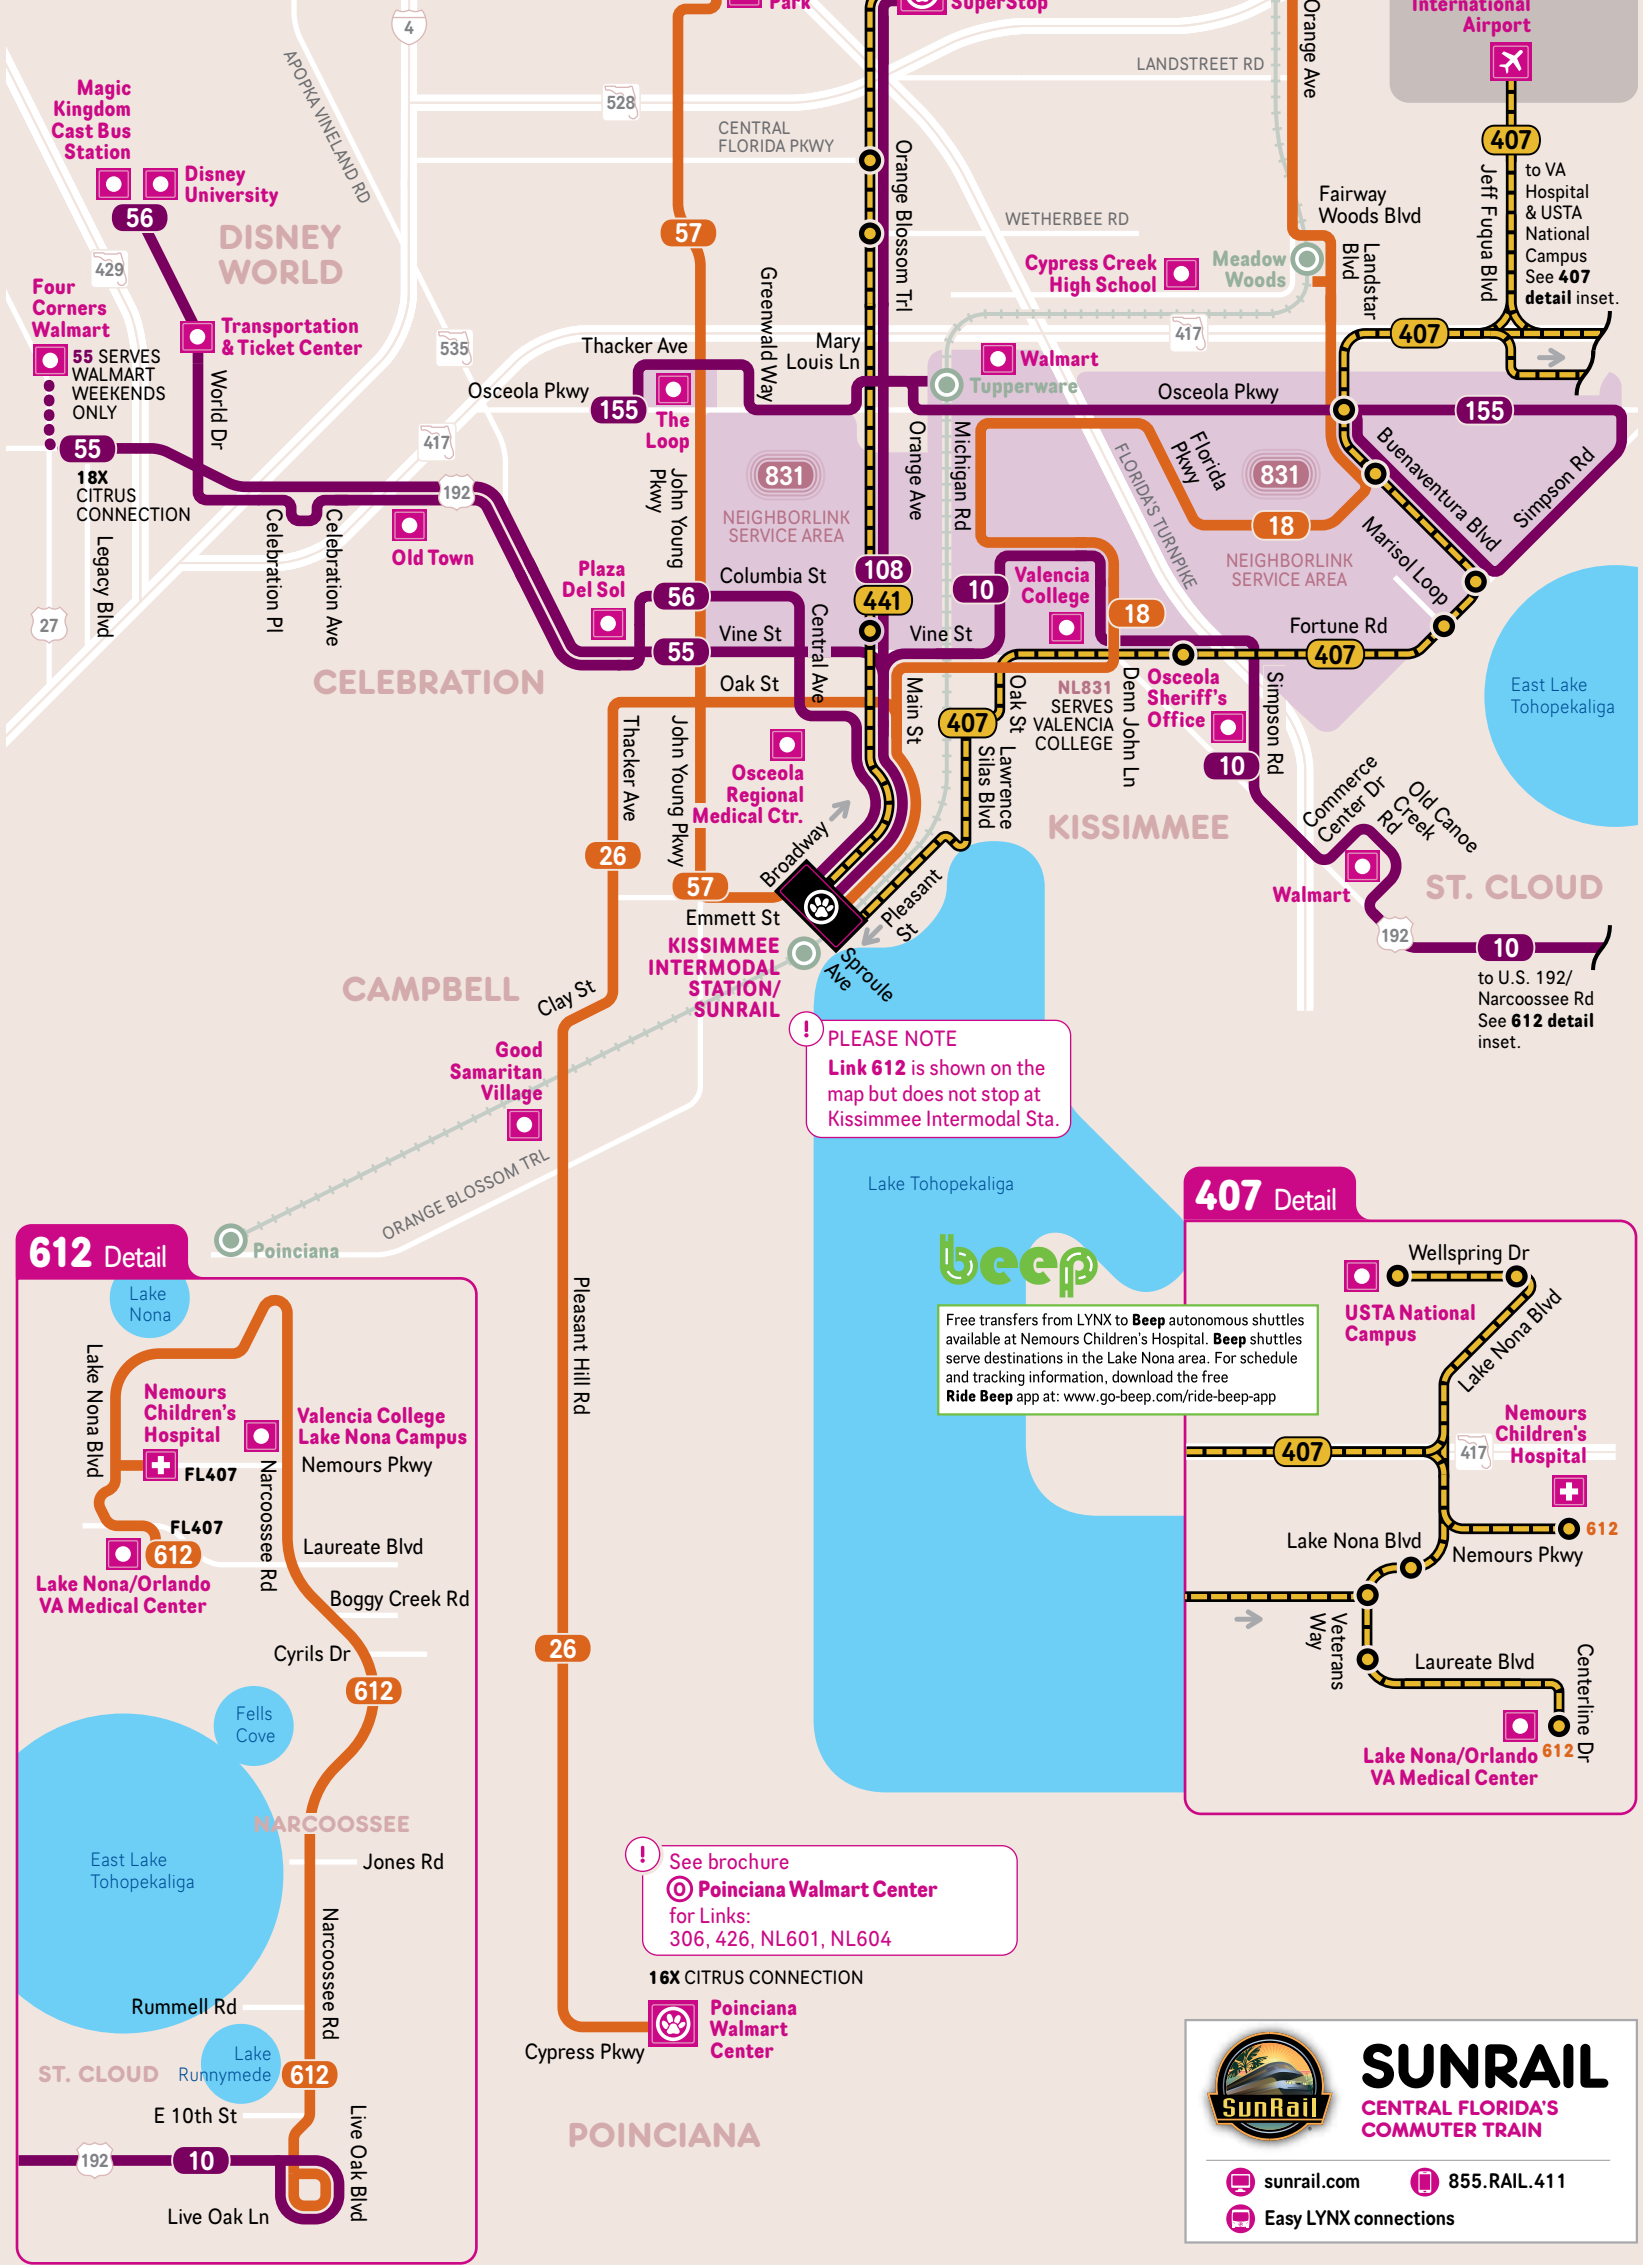 Park
SuperStop
International
Airport
4
APOPKA VINELAND RD
528
LANDSTREET RD
Orange Ave
CENTRAL
FLORIDA PKWY
Orange Blossom Trl
407
Jeff Fuqua Blvd
to VA
Hospital
& USTA
National
Campus
See 407
detail inset.
Magic
Kingdom
Cast Bus
Station
Disney
University
56
DISNEY
WORLD
429
57
WETHERBEE RD
Fairway
Woods Blvd
Landstar
Blvd
Cypress Creek
High School
Meadow
Woods
Four
Corners
Walmart
55 SERVES
WALMART
WEEKENDS
ONLY
Transportation
& Ticket Center
535
Greenwald Way
Thacker Ave
Mary
Louis Ln
417
407
Walmart
Tupperware
Osceola Pkwy
155
The
Loop
Osceola Pkwy
155
World Dr
55
18X
CITRUS
CONNECTION
417
192
Old Town
Legacy Blvd
27
Celebration Pl
Celebration Ave
CELEBRATION
John Young
Pkwy
831
NEIGHBORLINK
SERVICE AREA
Orange Ave
Michigan Rd
FLORIDA'S TURNPIKE
Florida
Pkwy
831
18
NEIGHBORLINK
SERVICE AREA
Buenaventura Blvd
Simpson Rd
Marisol Loop
Plaza
Del Sol
56
Columbia St
108
441
10
Valencia
College
18
Vine St
55
Central Ave
Vine St
Fortune Rd
407
Oak St
Main St
407
Oak St
NL831
SERVES
VALENCIA
COLLEGE
Denn John Ln
Osceola
Sheriff's
Office
Simpson Rd
10
East Lake
Tohopekaliga
Thacker Ave
John Young Pkwy
Osceola
Regional
Medical Ctr.
Lawrence
Silas Blvd
KISSIMMEE
Commerce
Center Dr
Old Canoe
Creek
Rd
Walmart
ST. CLOUD
26
57
Broadway
Emmett St
Pleasant
St
Sproule
Ave
KISSIMMEE
INTERMODAL
STATION/
SUNRAIL
192
10
to U.S. 192/
Narcoossee Rd
See 612 detail
inset.
CAMPBELL
Clay St
Good
Samaritan
Village
! PLEASE NOTE
Link 612 is shown on the
map but does not stop at
Kissimmee Intermodal Sta.
ORANGE BLOSSOM TRL
Poinciana
Lake Tohopekaliga
beep
Free transfers from LYNX to Beep autonomous shuttles
available at Nemours Children's Hospital. Beep shuttles
serve destinations in the Lake Nona area. For schedule
and tracking information, download the free
Ride Beep app at: www.go-beep.com/ride-beep-app
407 Detail
Wellspring Dr
USTA National
Campus
Lake Nona Blvd
Nemours
Children's
Hospital
407
417
612
Lake Nona Blvd
Nemours Pkwy
Veterans
Way
Laureate Blvd
Centerline Dr
612
Lake Nona/Orlando
VA Medical Center
612 Detail
Lake
Nona
Lake Nona Blvd
Nemours
Children's
Hospital
FL407
Valencia College
Lake Nona Campus
Nemours Pkwy
Narcoossee Rd
FL407
612
Lake Nona/Orlando
VA Medical Center
Laureate Blvd
Boggy Creek Rd
Cyrils Dr
612
Fells
Cove
NARCOOSSEE
East Lake
Tohopekaliga
Jones Rd
Narcoossee Rd
Rummell Rd
Lake
Runnymede
ST. CLOUD
612
E 10th St
192
10
Live Oak Blvd
Live Oak Ln
Pleasant Hill Rd
26
! See brochure
O Poinciana Walmart Center
for Links:
306, 426, NL601, NL604
16X CITRUS CONNECTION
Poinciana
Walmart
Center
Cypress Pkwy
POINCIANA
SunRail
SUNRAIL
CENTRAL FLORIDA'S
COMMUTER TRAIN
sunrail.com
855.RAIL.411
Easy LYNX connections